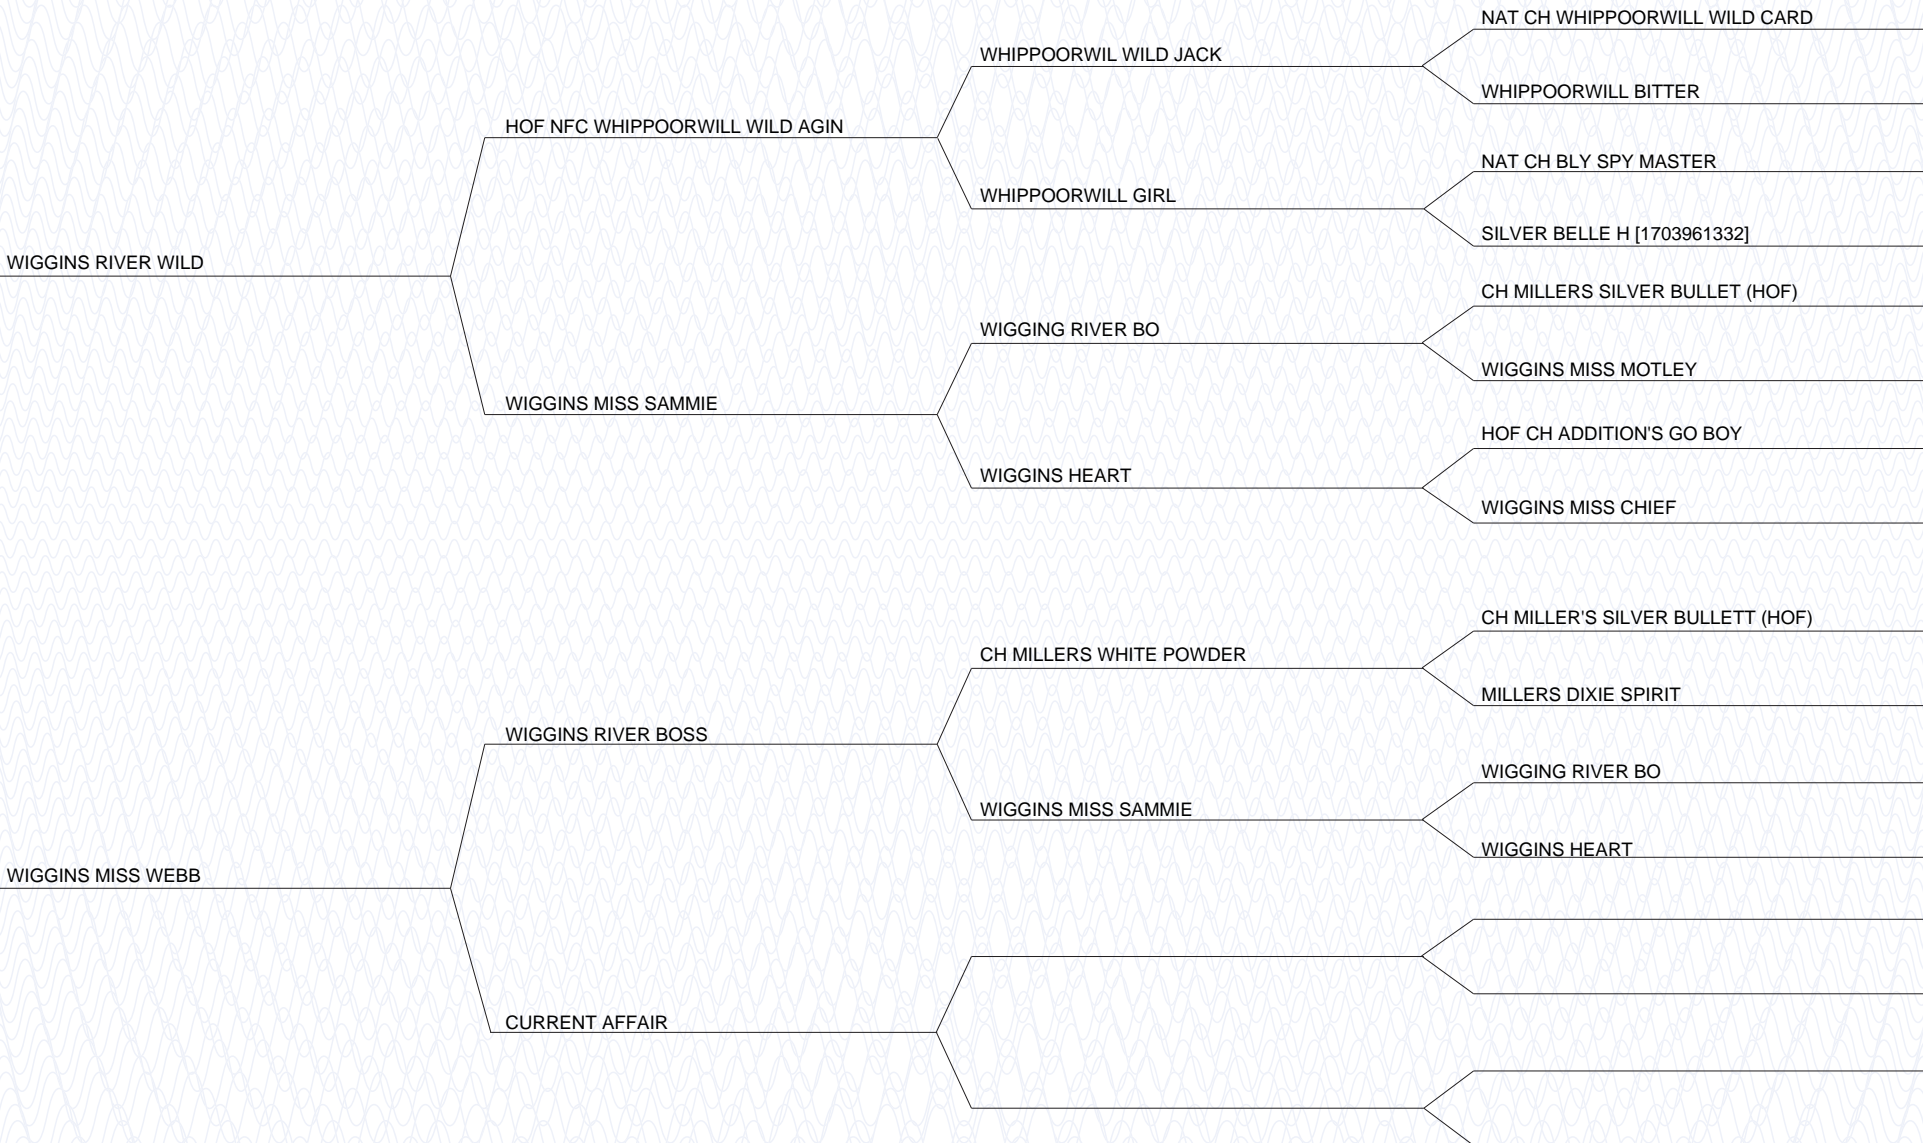 NAT CH WHIPPOORWILL WILD CARD
WHIPPOORWIL WILD JACK
WHIPPOORWILL BITTER
HOF NFC WHIPPOORWILL WILD AGIN
NAT CH BLY SPY MASTER
WHIPPOORWILL GIRL
SILVER BELLE H [1703961332]
WIGGINS RIVER WILD
CH MILLERS SILVER BULLET (HOF)
WIGGING RIVER BO
WIGGINS MISS MOTLEY
WIGGINS MISS SAMMIE
HOF CH ADDITION'S GO BOY
WIGGINS HEART
WIGGINS MISS CHIEF
CH MILLER'S SILVER BULLETT (HOF)
CH MILLERS WHITE POWDER
MILLERS DIXIE SPIRIT
WIGGINS RIVER BOSS
WIGGING RIVER BO
WIGGINS MISS SAMMIE
WIGGINS HEART
WIGGINS MISS WEBB
CURRENT AFFAIR